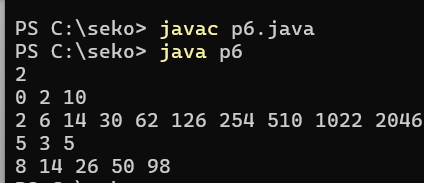 PS C:\seko> javac p6.java
PS C:\seko> java p6
2
0 2 10
2 6 14 30 62 126 254 510 1022 2046
5 3 5
8 14 26 50 98